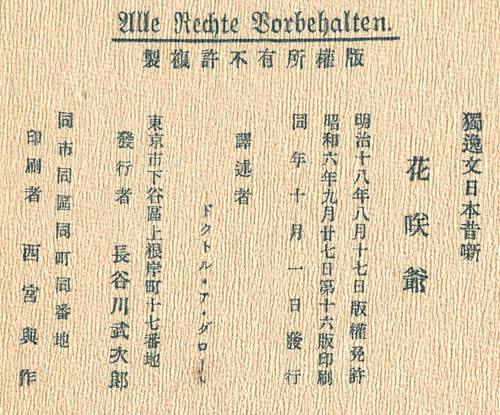 Alle Rechte Vorbehalten.
製複許不有所權版
獨逸文日本昔噺
花咲爺
明治十八年八月十七日版權免許
昭和六年九月廿七日第十六版印刷
同年十月一日發行
譯述者
ドクトル・ア・グロート
東京市下谷區上根岸町十七番地
發行者 長谷川武次郎
同市同區同町同番地
印刷者 西宮與作